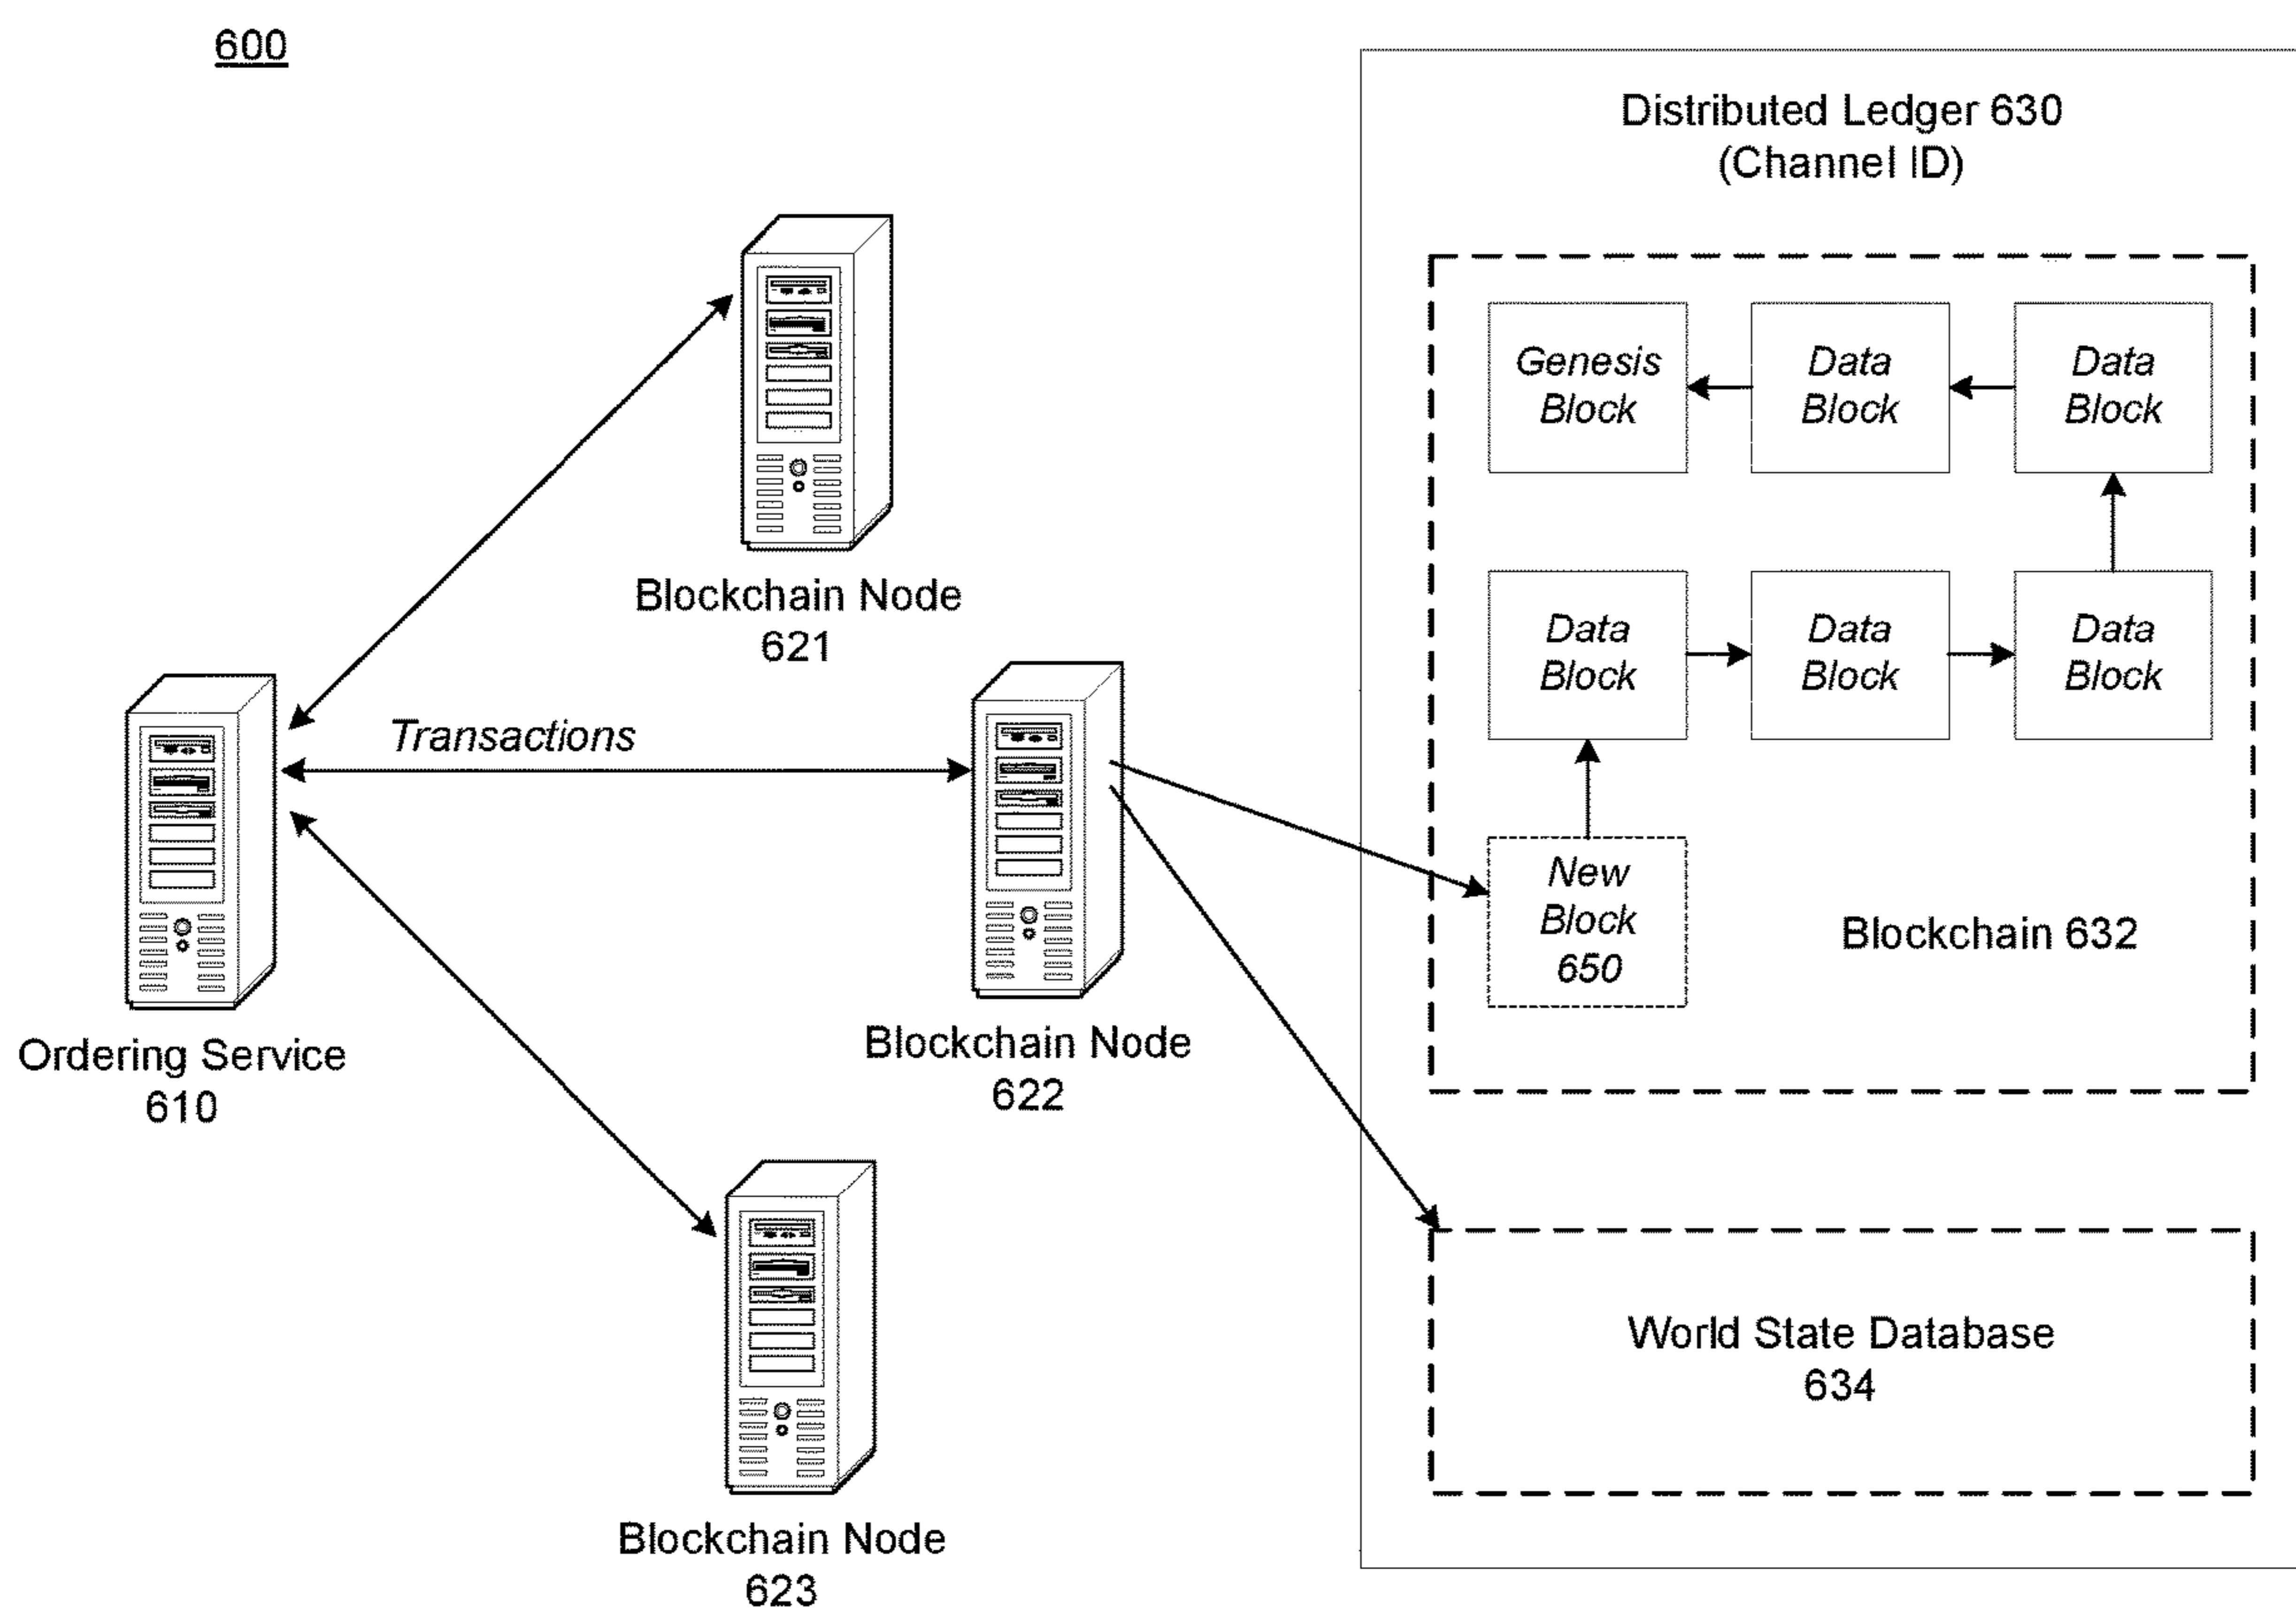 600
Distributed Ledger 630
(Channel ID)
Genesis
Block
Data
Block
Data
Block
Blockchain Node
621
Data
Block
Data
Block
Data
Block
Transactions
New
Block
650
Blockchain 632
Ordering Service
610
Blockchain Node
622
World State Database
634
Blockchain Node
623